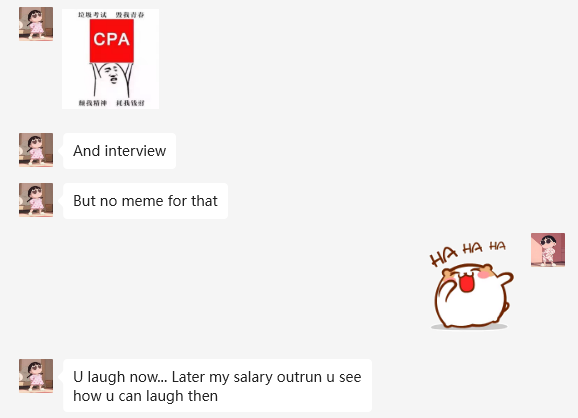 垃圾考试 毁我青春
CPA
颓我精神 耗我钱财
And interview
But no meme for that
HA HA HA
U laugh now... Later my salary outrun u see
how u can laugh then